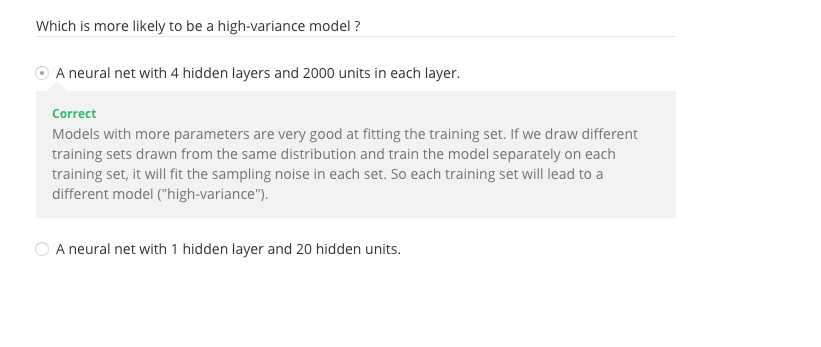 Which is more likely to be a high-variance model ?
A neural net with 4 hidden layers and 2000 units in each layer.
Correct
Models with more parameters are very good at fitting the training set. If we draw different
training sets drawn from the same distribution and train the model separately on each
training set, it will fit the sampling noise in each set. So each training set will lead to a
different model ("high-variance").
A neural net with 1 hidden layer and 20 hidden units.